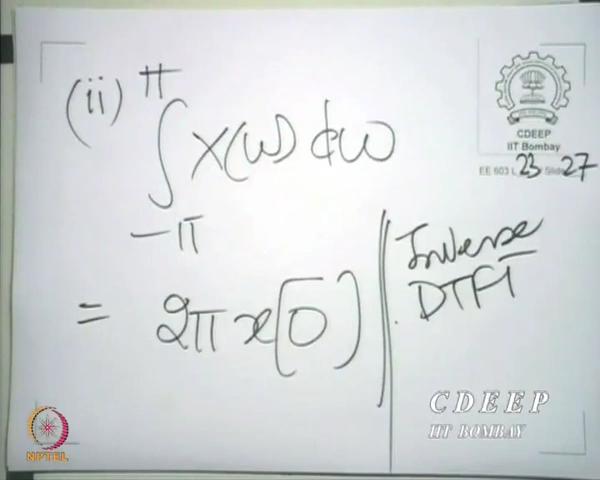 (ii) ∫_{-π}^{π} X(ω) dω
= 2π x[0]
Inverse
DTFT
CDEEP
IIT Bombay
EE 603 L 23 Slide 27
CDEEP
IIT BOMBAY
NPTEL